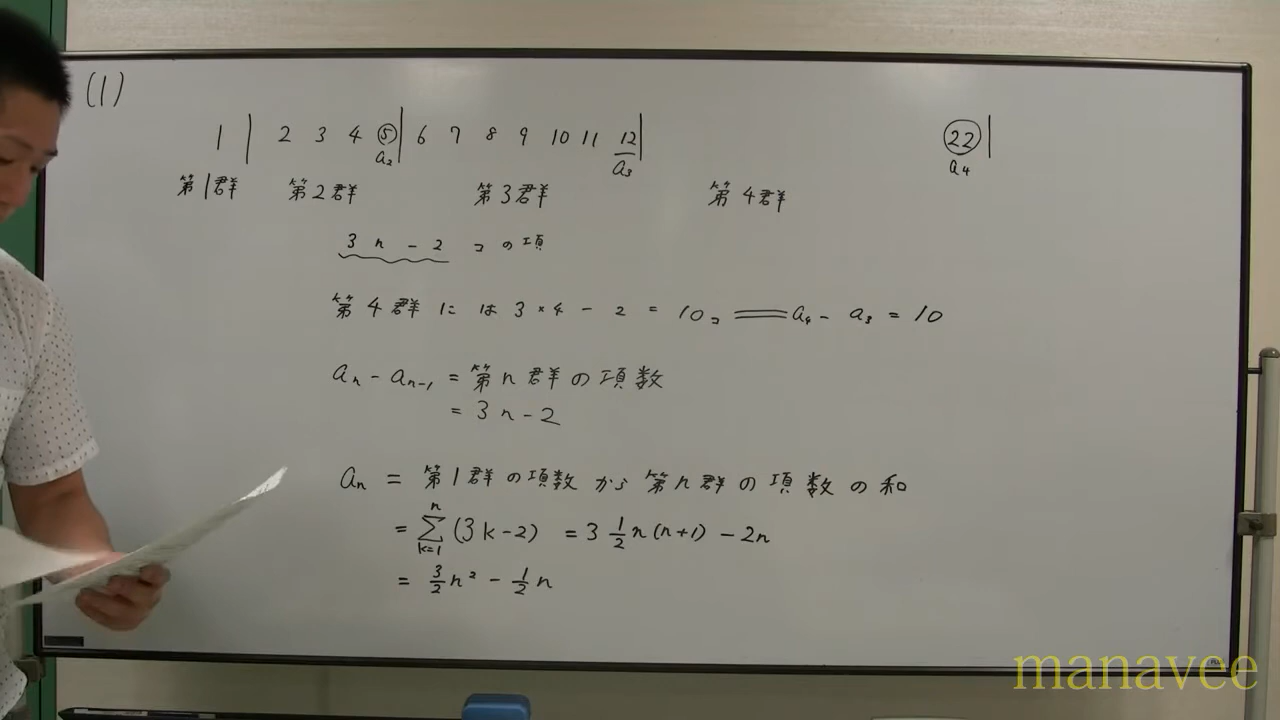 (1)
1 | 2 3 4 ⑤ | 6 7 8 9 10 11 12 | ㉒ |
a₂ a₃ a₄
第1群 第2群 第3群 第4群
3n-2 コの項
第4群には 3×4-2=10コ a₄-a₃=10
aₙ-aₙ₋₁=第n群の項数
=3n-2
aₙ=第1群の項数から第n群の項数の和
=∑ₖ₌₁ⁿ(3k-2) =3 1/2 n(n+1)-2n
=3/2 n²-1/2 n
manavee